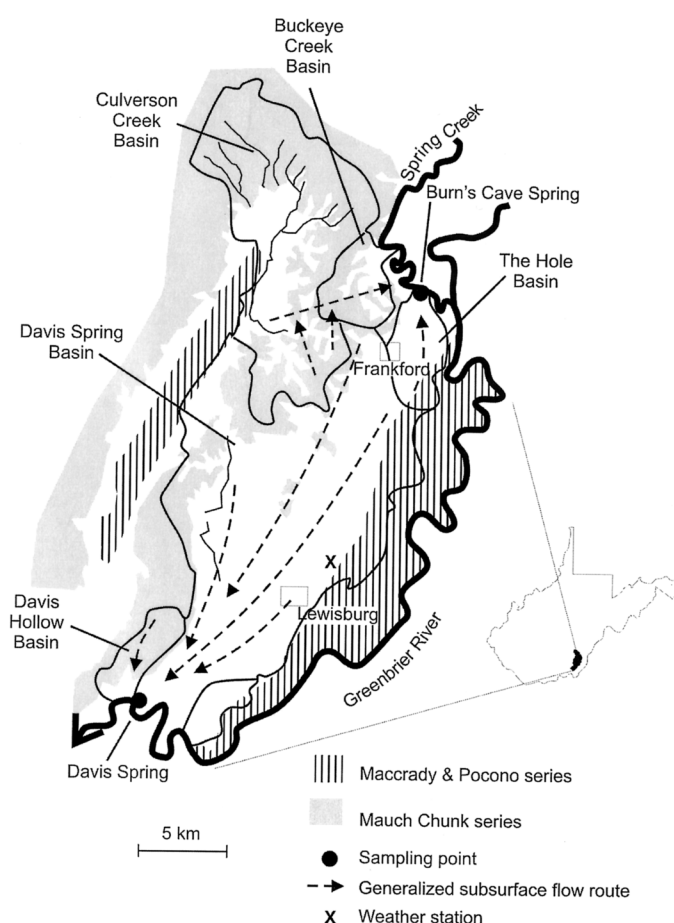 Buckeye
Creek
Basin
Culverson
Creek
Basin
Spring Creek
Burn's Cave Spring
The Hole
Basin
Davis Spring
Basin
Frankford
X
Davis
Hollow
Basin
Lewisburg
Greenbrier River
Davis Spring
Maccrady & Pocono series
Mauch Chunk series
5 km
Sampling point
Generalized subsurface flow route
X Weather station